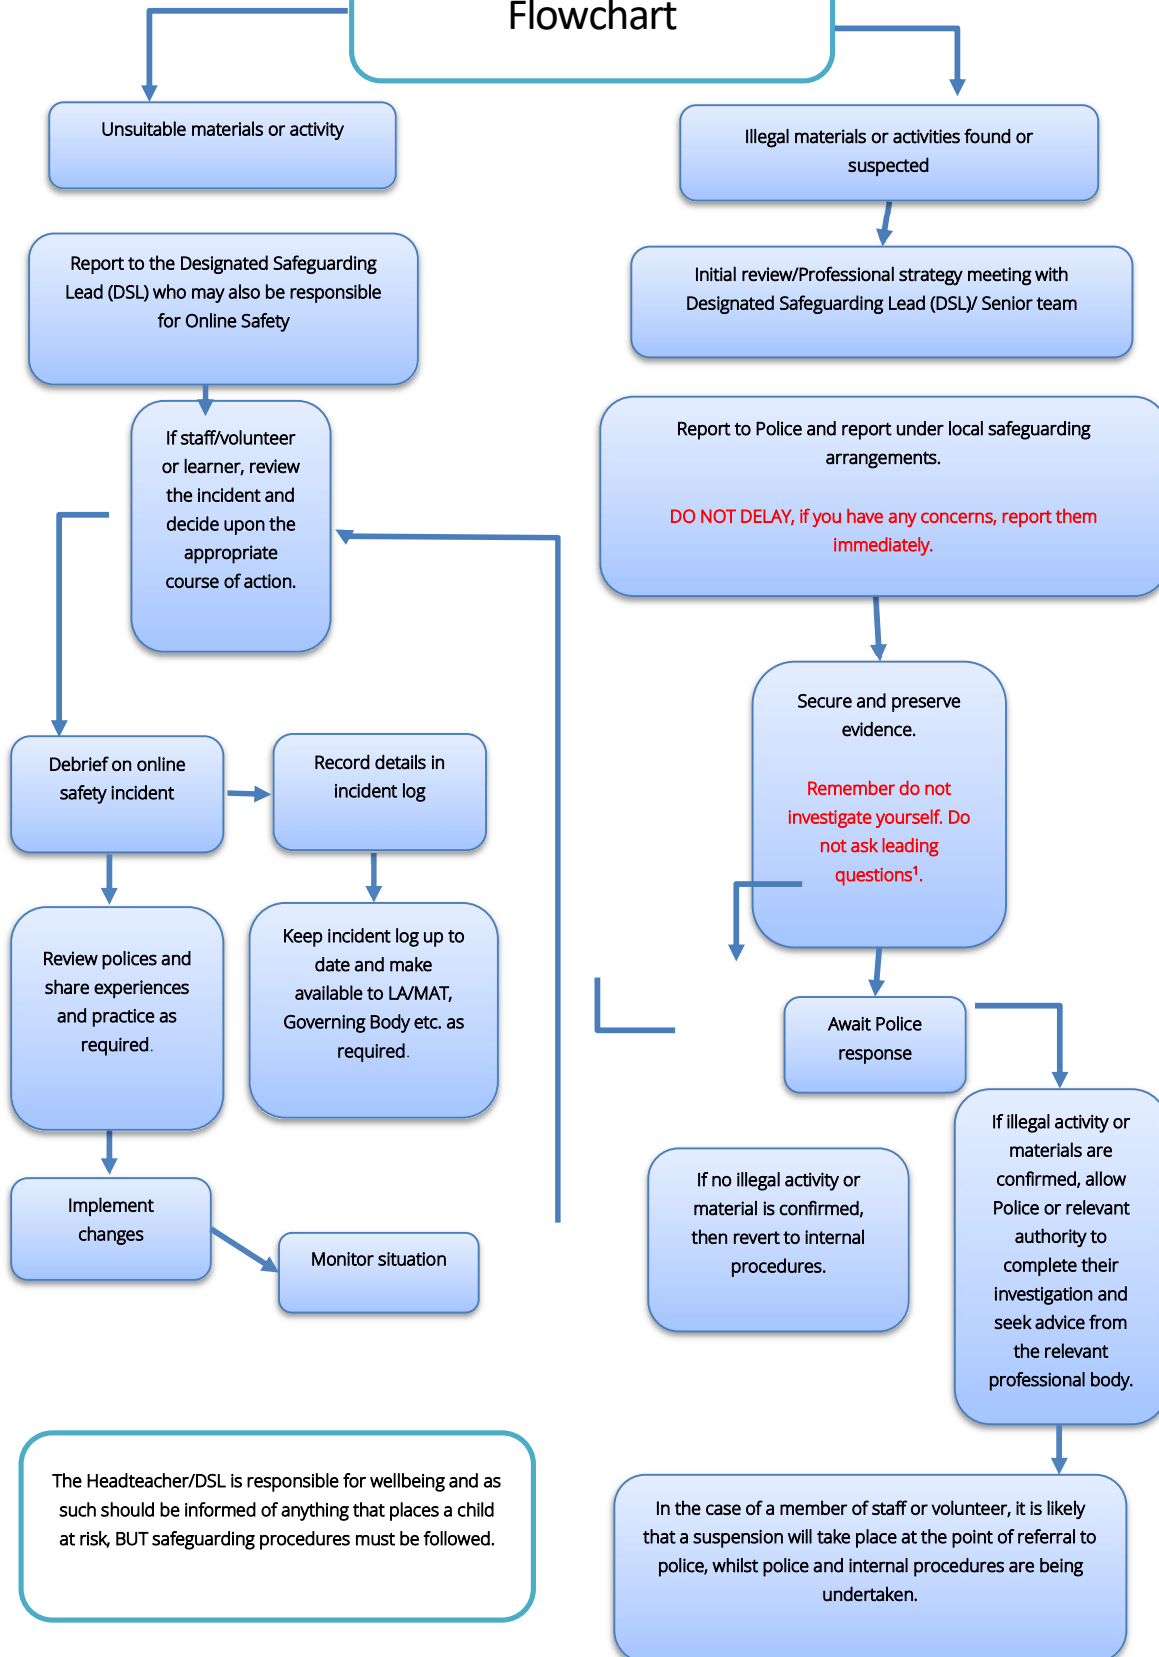 Flowchart
Unsuitable materials or activity
Illegal materials or activities found or
suspected
Report to the Designated Safeguarding
Lead (DSL) who may also be responsible
for Online Safety
Initial review/Professional strategy meeting with
Designated Safeguarding Lead (DSL)/ Senior team
If staff/volunteer
or learner, review
the incident and
decide upon the
appropriate
course of action.
Report to Police and report under local safeguarding
arrangements.
DO NOT DELAY, if you have any concerns, report them
immediately.
Secure and preserve
evidence.
Remember do not
investigate yourself. Do
not ask leading
questions¹.
Debrief on online
safety incident
Record details in
incident log
Review polices and
share experiences
and practice as
required.
Keep incident log up to
date and make
available to LA/MAT,
Governing Body etc. as
required.
Await Police
response
If no illegal activity or
material is confirmed,
then revert to internal
procedures.
If illegal activity or
materials are
confirmed, allow
Police or relevant
authority to
complete their
investigation and
seek advice from
the relevant
professional body.
Implement
changes
Monitor situation
The Headteacher/DSL is responsible for wellbeing and as
such should be informed of anything that places a child
at risk, BUT safeguarding procedures must be followed.
In the case of a member of staff or volunteer, it is likely
that a suspension will take place at the point of referral to
police, whilst police and internal procedures are being
undertaken.